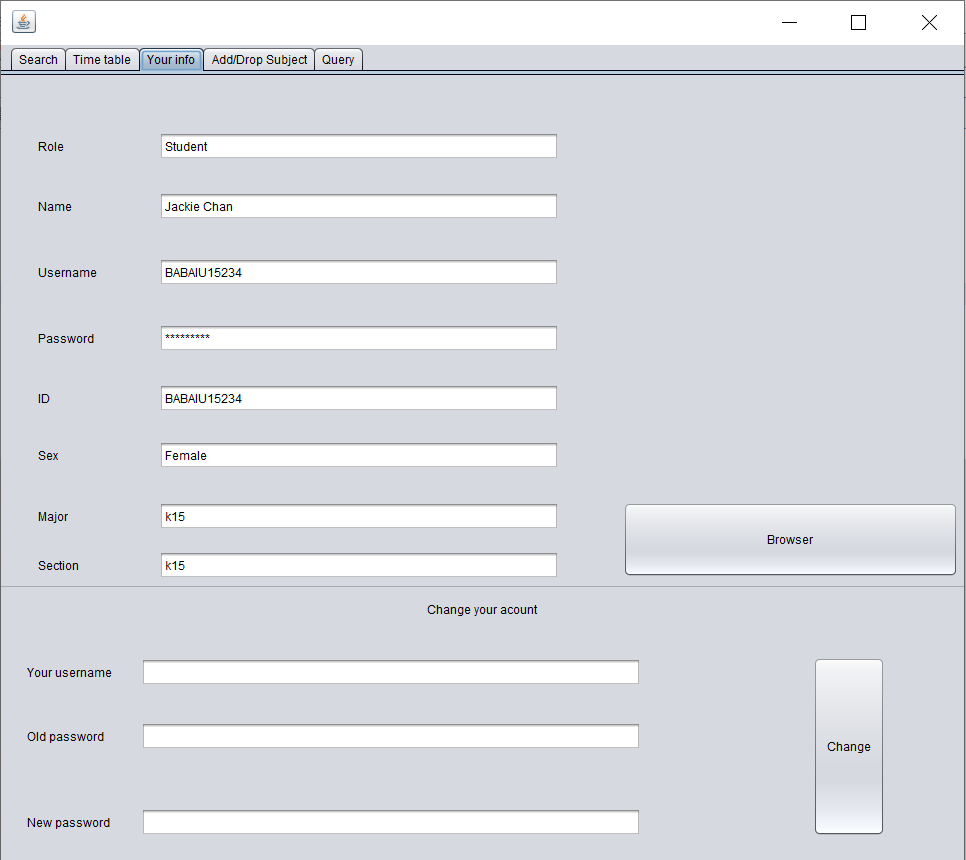 Search Time table Your info Add/Drop Subject Query
Role Student
Name Jackie Chan
Username BABAIU15234
Password *********
ID BABAIU15234
Sex Female
Major k15
Browser
Section k15
Change your acount
Your username
Old password
Change
New password